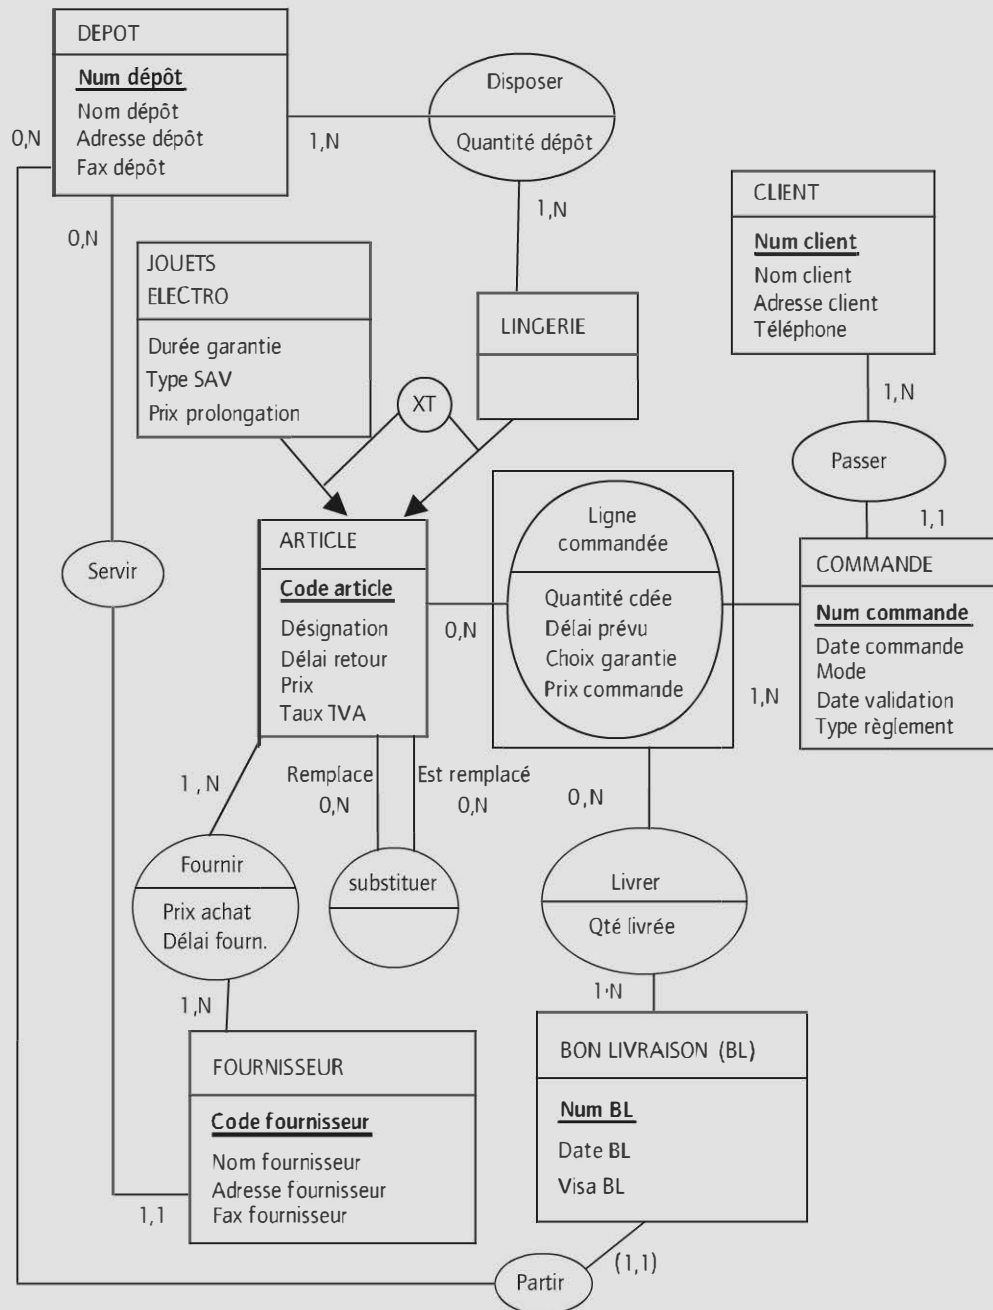 DEPOT
Num dépôt
Nom dépôt
Adresse dépôt
Fax dépôt
0,N
1,N
Disposer
Quantité dépôt
1,N
0,N
CLIENT
Num client
Nom client
Adresse client
Téléphone
1,N
JOUETS
ELECTRO
Durée garantie
Type SAV
Prix prolongation
LINGERIE
XT
Passer
1,1
Servir
ARTICLE
Code article
Désignation
Délai retour
Prix
Taux TVA
0,N
Ligne
commandée
Quantité cdée
Délai prévu
Choix garantie
Prix commande
1,N
COMMANDE
Num commande
Date commande
Mode
Date validation
Type règlement
1,N
Remplace
0,N
Est remplacé
0,N
0,N
Fournir
Prix achat
Délai fourn.
substituer
Livrer
Qté livrée
1,N
1·N
FOURNISSEUR
Code fournisseur
Nom fournisseur
Adresse fournisseur
Fax fournisseur
1,1
BON LIVRAISON (BL)
Num BL
Date BL
Visa BL
(1,1)
Partir